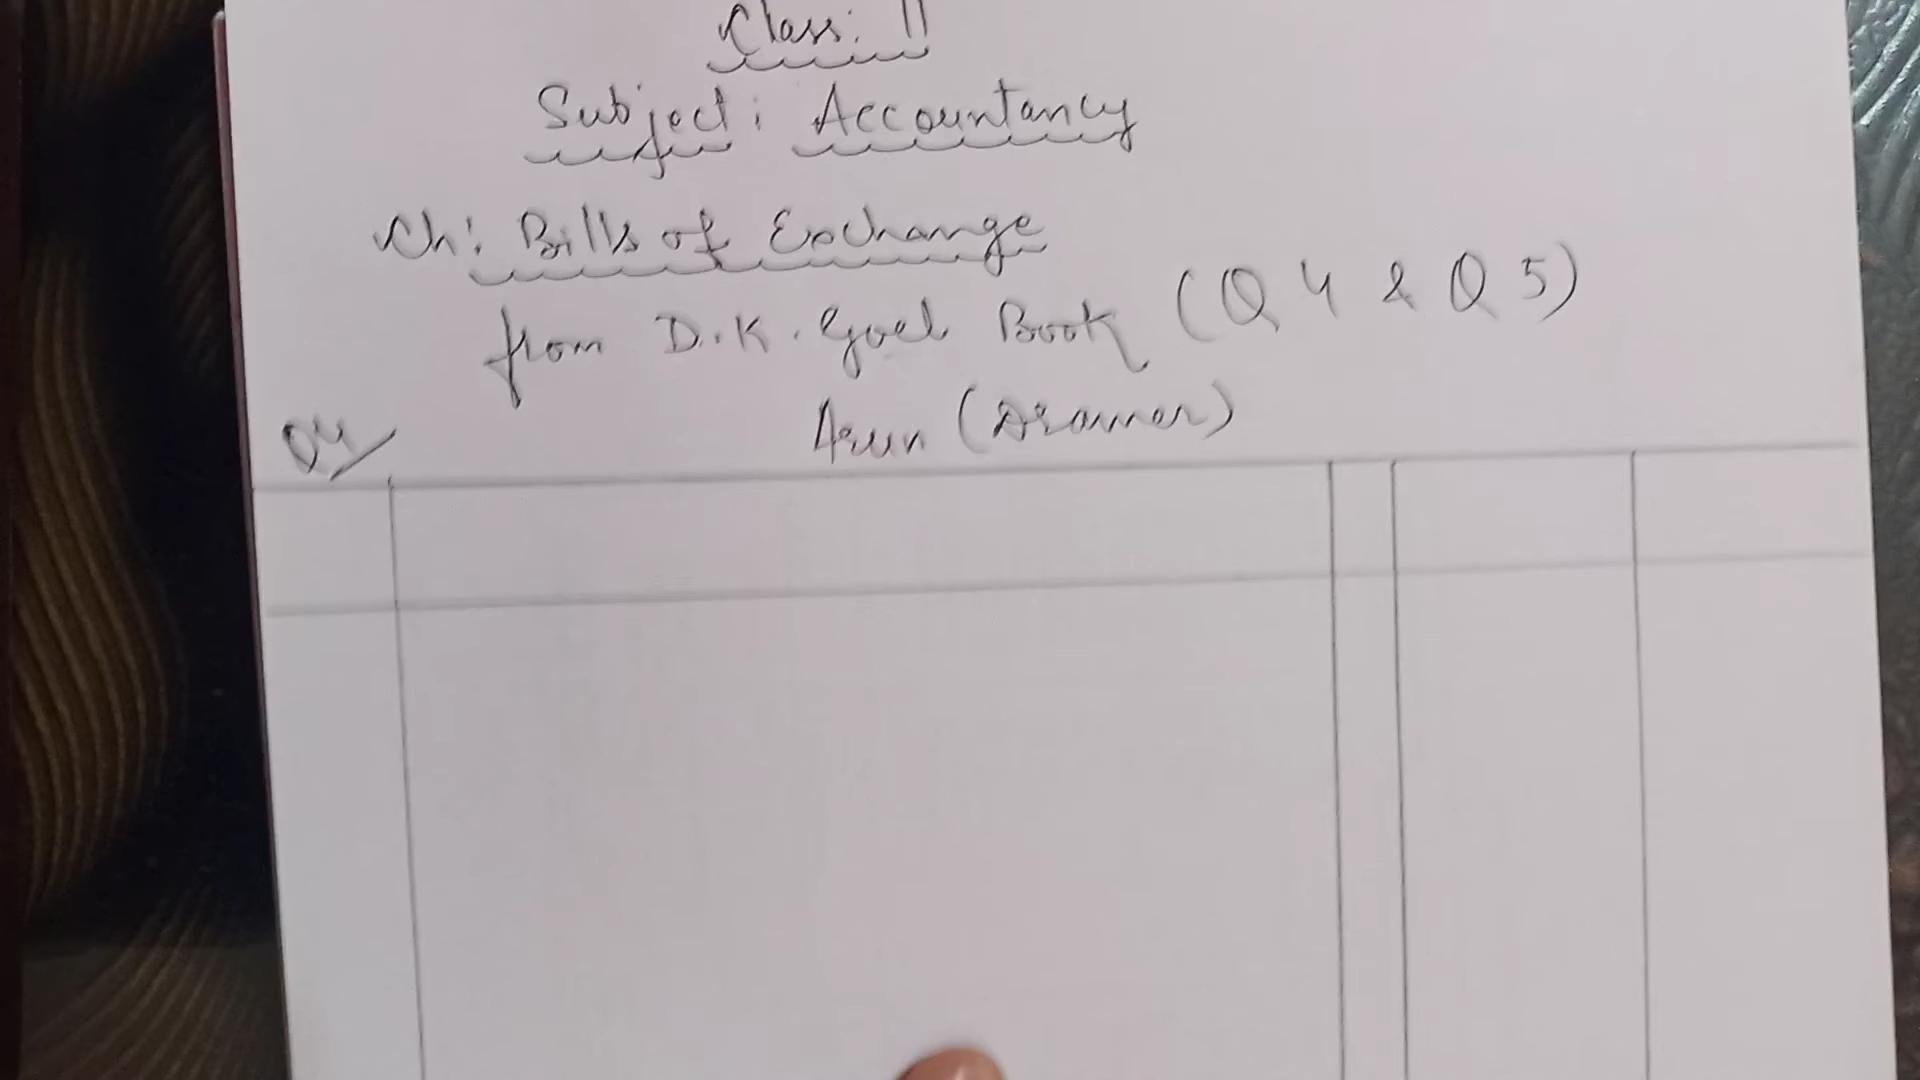 Class: 11
Subject: Accountancy
Ch: Bills of Exchange
from D.K. Goel Book (Q 4 & Q 5)
Q4
Arun (Drawer)